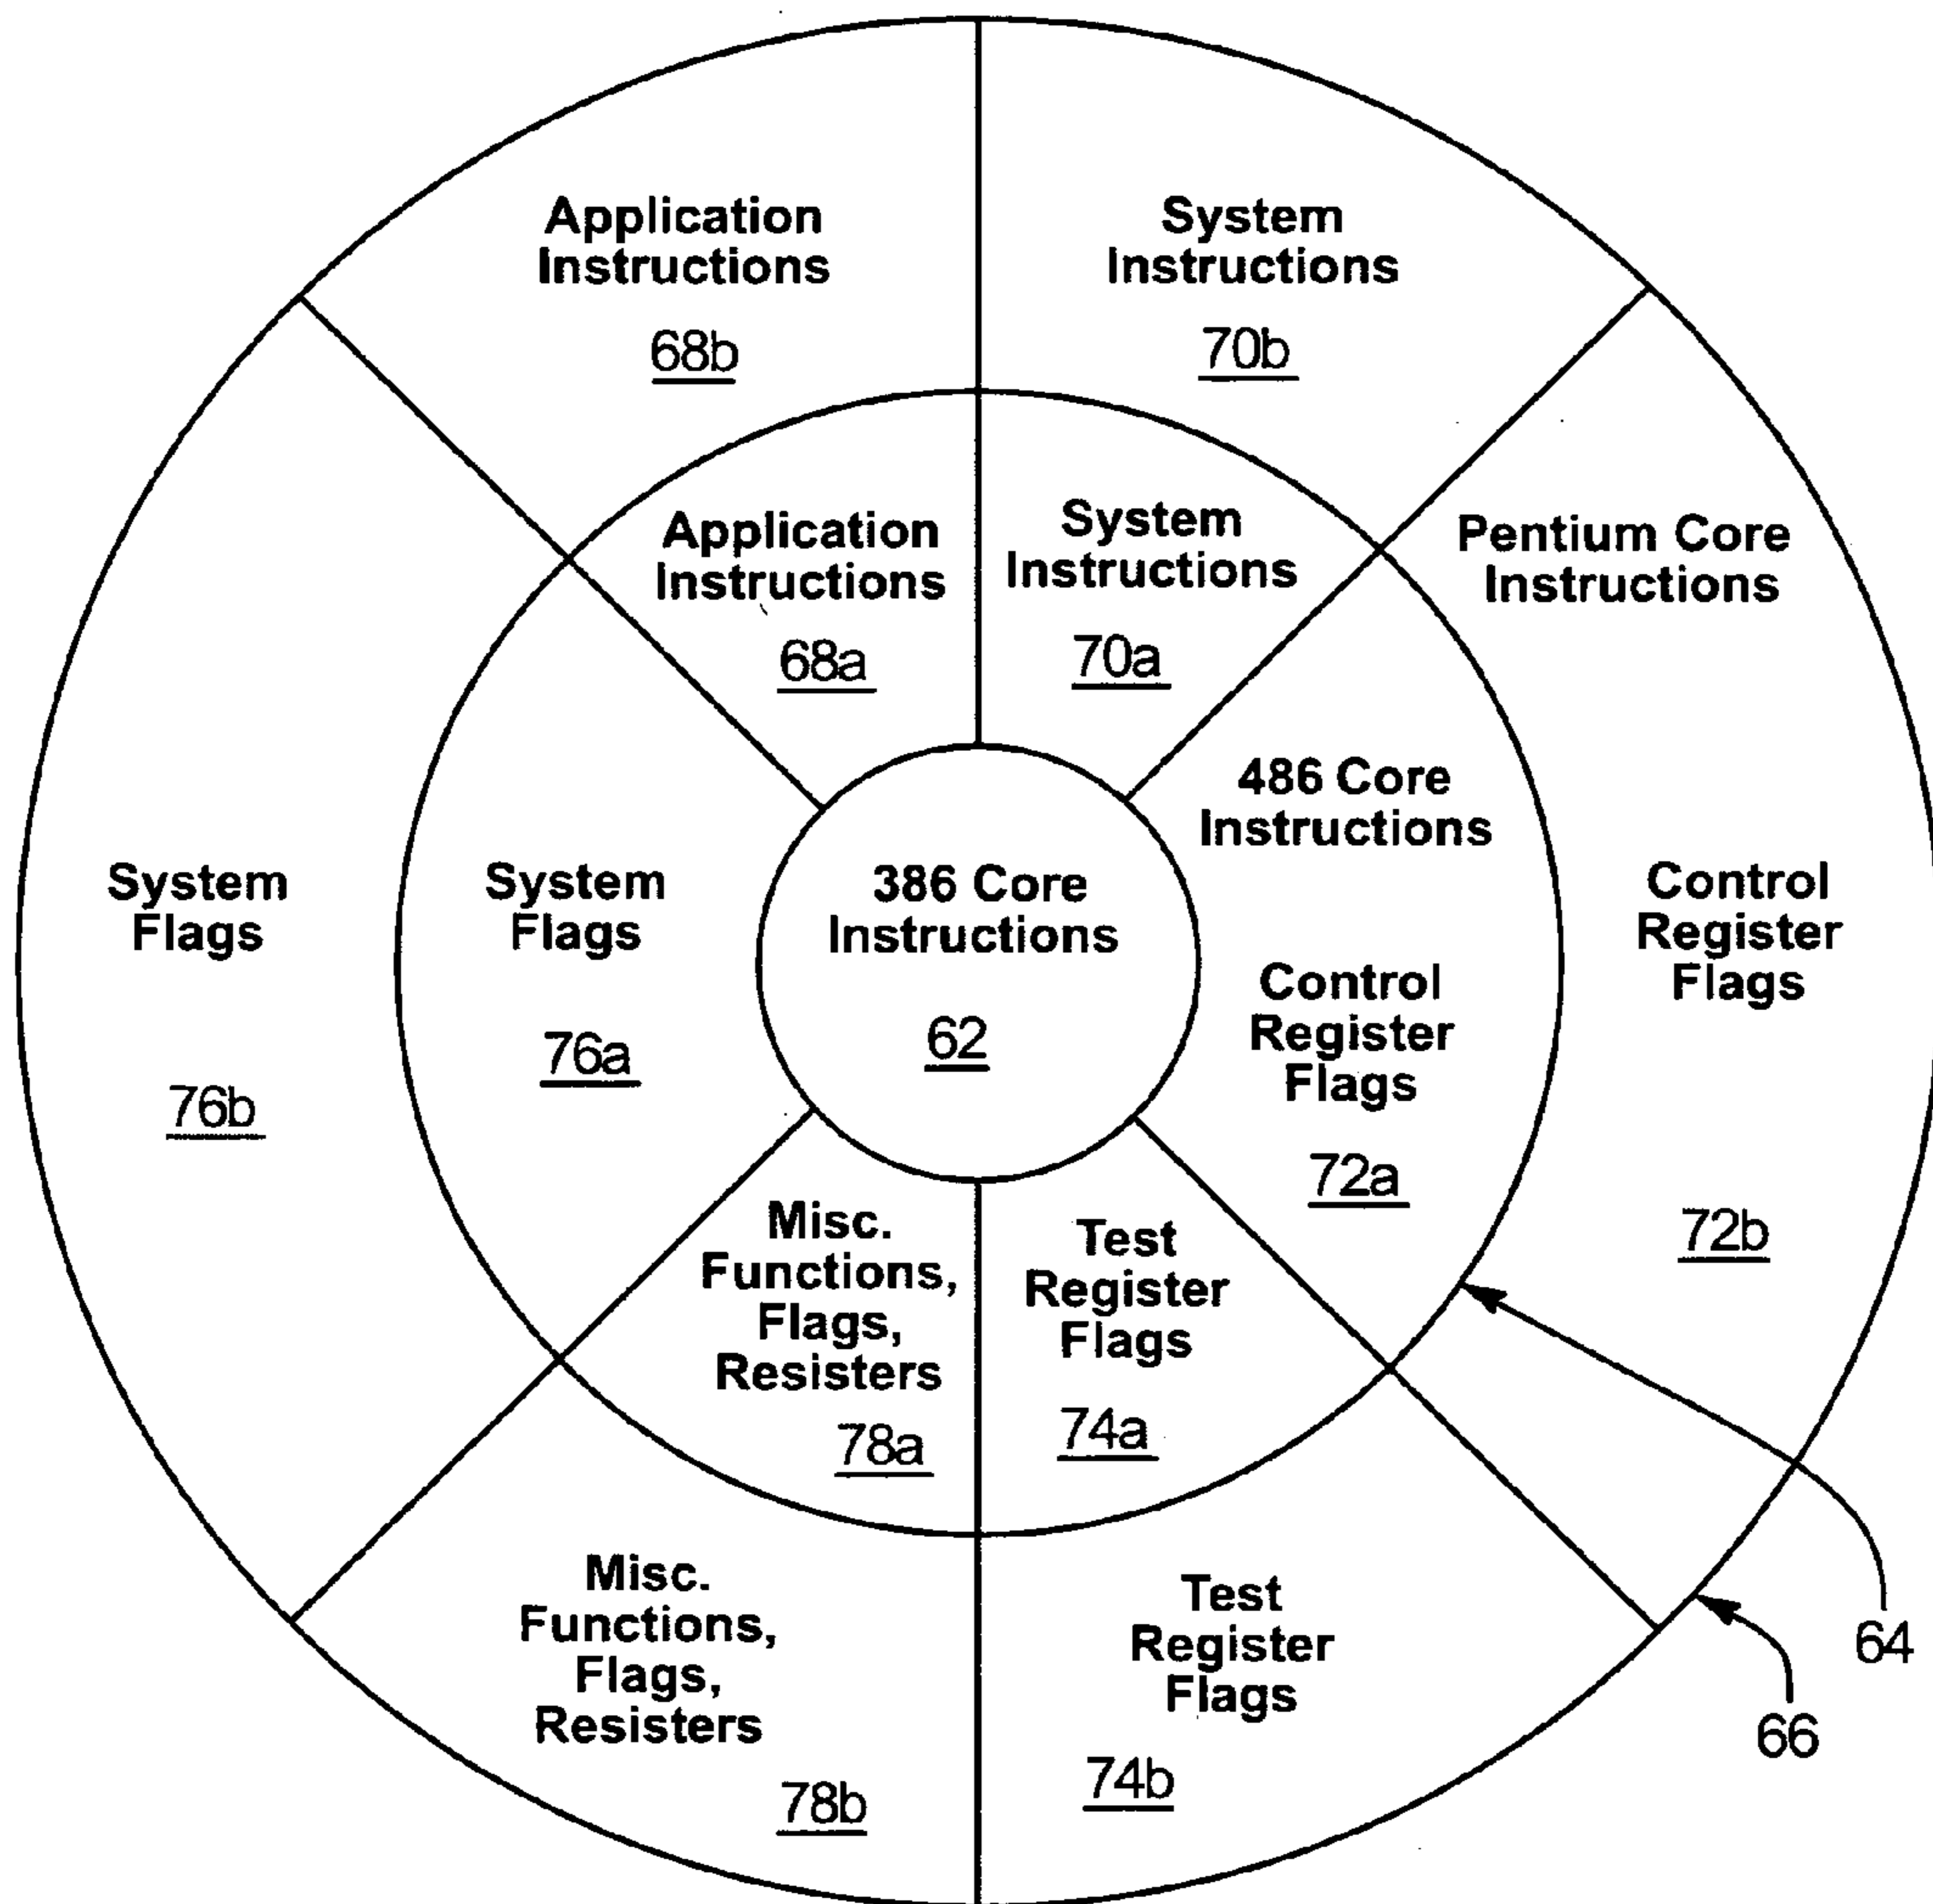 Application
Instructions
68b
System
Instructions
70b
Application
Instructions
68a
System
Instructions
70a
Pentium Core
Instructions
486 Core
Instructions
System
Flags
76b
System
Flags
76a
386 Core
Instructions
62
Control
Register
Flags
72a
Control
Register
Flags
72b
Misc.
Functions,
Flags,
Resisters
78a
Test
Register
Flags
74a
Misc.
Functions,
Flags,
Resisters
78b
Test
Register
Flags
74b
64
66